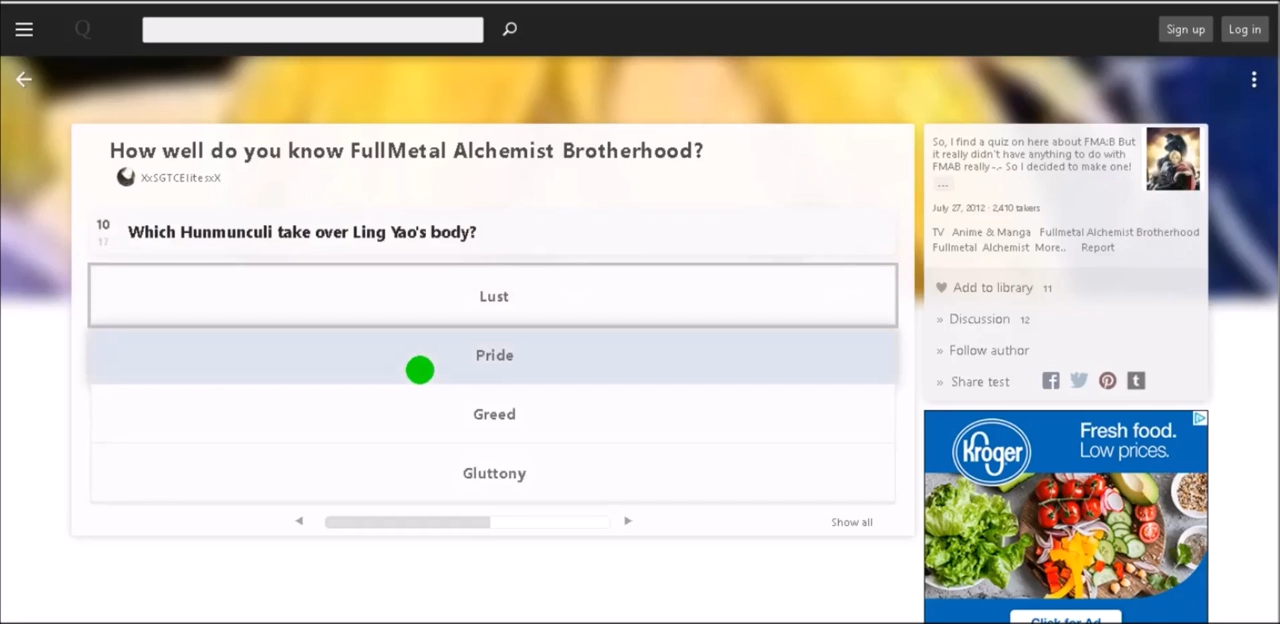 Q
Sign up
Log in
How well do you know FullMetal Alchemist Brotherhood?
XxSGTCElitesxX
10
17
Which Hunmunculi take over Ling Yao's body?
Lust
Pride
Greed
Gluttony
Show all
So, I find a quiz on here about FMA:B But
it really didn't have anything to do with
FMAB really -.- So I decided to make one!
...
July 27, 2012 · 2,410 takers
TV Anime & Manga Fullmetal Alchemist Brotherhood
Fullmetal Alchemist More.. Report
Add to library 11
» Discussion 12
» Follow author
» Share test
Kroger
Fresh food.
Low prices.
Click for Ad